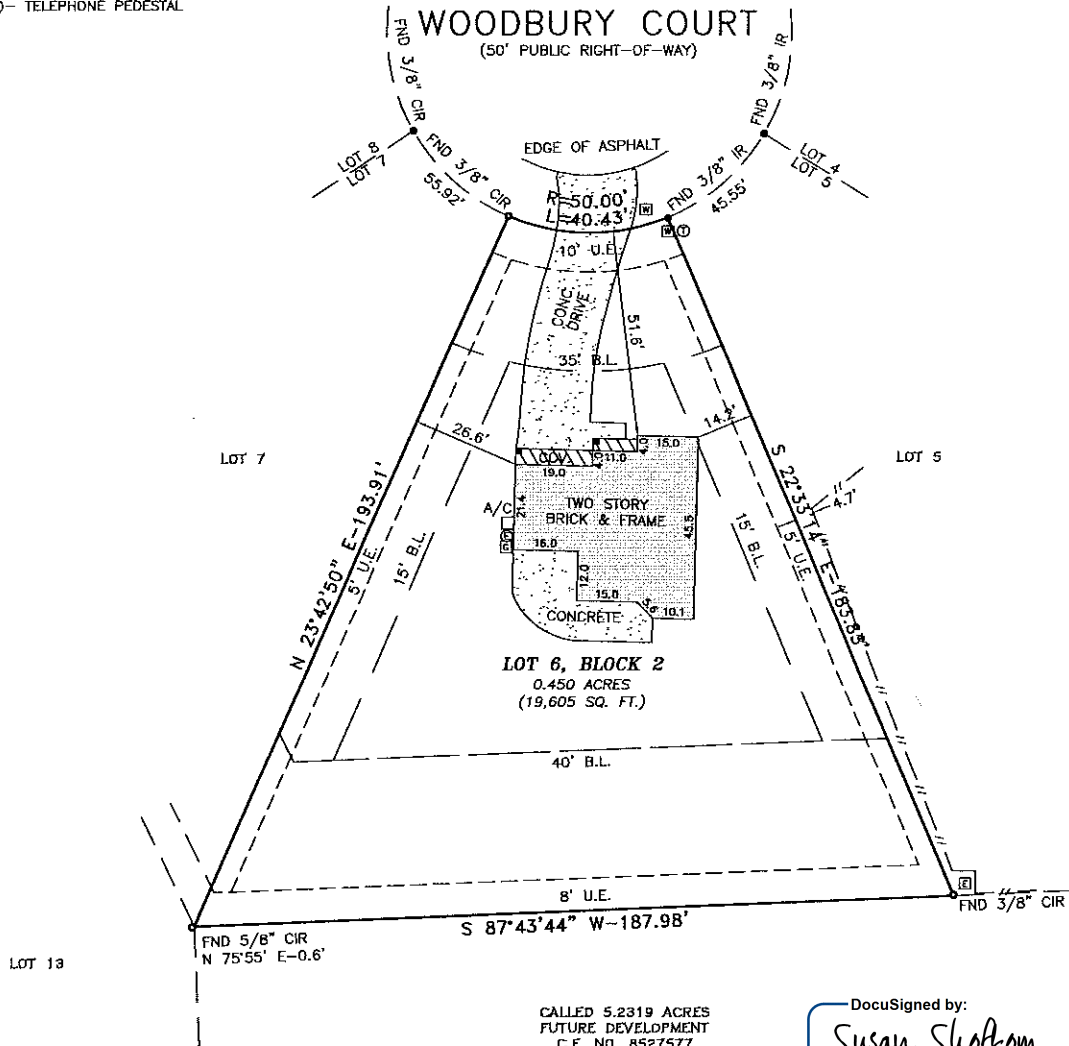 )– TELEPHONE PEDESTAL
WOODBURY COURT
(50' PUBLIC RIGHT-OF-WAY)
FND 3/8" CIR
FND 3/8" IR
EDGE OF ASPHALT
LOT 8
LOT 7
FND 3/8" CIR
55.92'
FND 3/8" IR
45.55'
LOT 4
LOT 5
R=50.00'
L=40.43'
W
W T
10' U.E.
CONC. DRIVE
51.6'
35' B.L.
26.6'
14.2'
LOT 7
LOT 5
COV.
19.0
4.0
11.0
4.0
15.0
TWO STORY
BRICK & FRAME
21.4
45.5
A/C
E
G
16.0
12.0
15.0
10.1
CONCRETE
N 23°42'50" E-193.91'
5' U.E.
15' B.L.
15' B.L.
5' U.E.
S 22°33'14" E-183.83'
4.7'
LOT 6, BLOCK 2
0.450 ACRES
(19,605 SQ. FT.)
40' B.L.
8' U.E.
S 87°43'44" W-187.98'
E
FND 3/8" CIR
FND 5/8" CIR
N 75°55' E-0.6'
LOT 13
CALLED 5.2319 ACRES
FUTURE DEVELOPMENT
C.F. NO. 8527577
DocuSigned by:
Susan